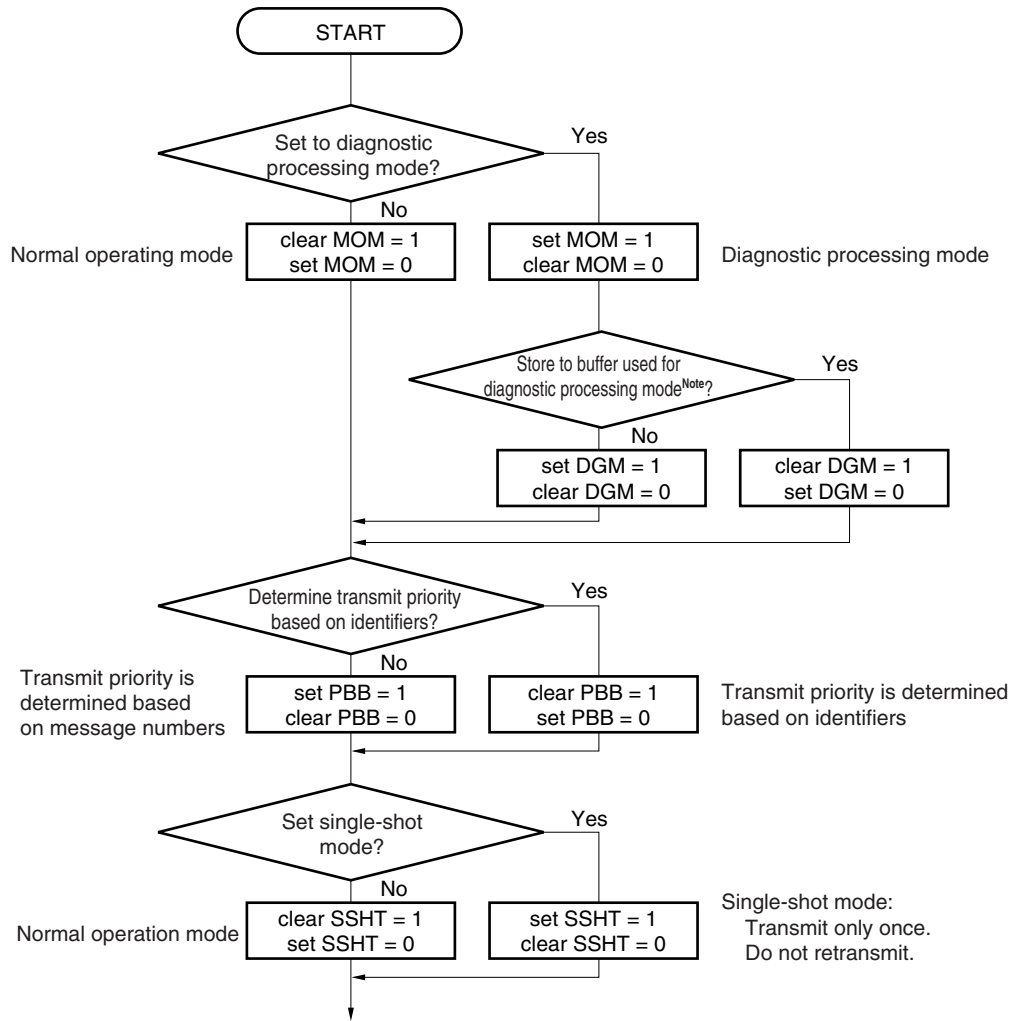 START
Set to diagnostic
processing mode?
Yes
No
Normal operating mode
clear MOM = 1
set MOM = 0
set MOM = 1
clear MOM = 0
Diagnostic processing mode
Store to buffer used for
diagnostic processing modeNote?
Yes
No
set DGM = 1
clear DGM = 0
clear DGM = 1
set DGM = 0
Determine transmit priority
based on identifiers?
Yes
No
Transmit priority is
determined based
on message numbers
set PBB = 1
clear PBB = 0
clear PBB = 1
set PBB = 0
Transmit priority is determined
based on identifiers
Set single-shot
mode?
Yes
No
Normal operation mode
clear SSHT = 1
set SSHT = 0
set SSHT = 1
clear SSHT = 0
Single-shot mode:
Transmit only once.
Do not retransmit.